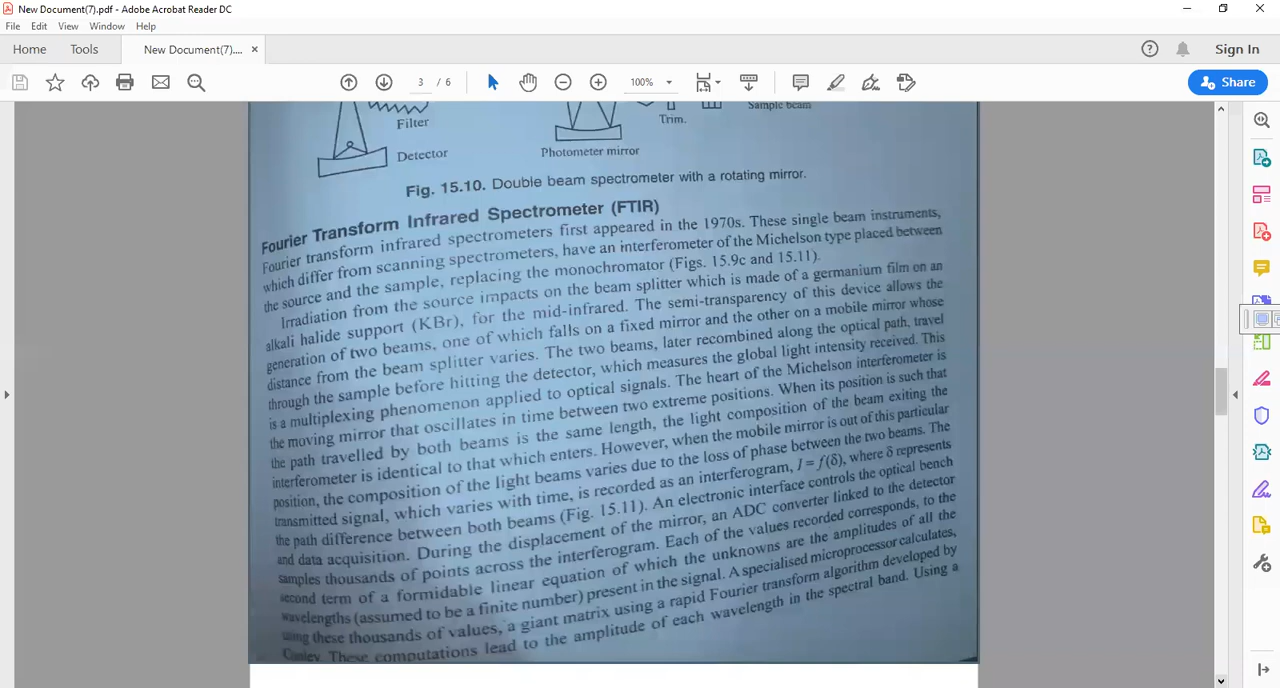 New Document(7).pdf - Adobe Acrobat Reader DC
File Edit View Window Help
Home Tools New Document(7).... × Sign In
3 / 6 100% Share
Filter
Sample beam
Trim.
Detector
Photometer mirror
Fig. 15.10. Double beam spectrometer with a rotating mirror.
Fourier Transform Infrared Spectrometer (FTIR)
Fourier transform infrared spectrometers first appeared in the 1970s. These single beam instruments,
which differ from scanning spectrometers, have an interferometer of the Michelson type placed between
the source and the sample, replacing the monochromator (Figs. 15.9c and 15.11).
Irradiation from the source impacts on the beam splitter which is made of a germanium film on an
alkali halide support (KBr), for the mid-infrared. The semi-transparency of this device allows the
generation of two beams, one of which falls on a fixed mirror and the other on a mobile mirror whose
distance from the beam splitter varies. The two beams, later recombined along the optical path, travel
through the sample before hitting the detector, which measures the global light intensity received. This
is a multiplexing phenomenon applied to optical signals. The heart of the Michelson interferometer is
the moving mirror that oscillates in time between two extreme positions. When its position is such that
the path travelled by both beams is the same length, the light composition of the beam exiting the
interferometer is identical to that which enters. However, when the mobile mirror is out of this particular
position, the composition of the light beams varies due to the loss of phase between the two beams. The
transmitted signal, which varies with time, is recorded as an interferogram, I = f(δ), where δ represents
the path difference between both beams (Fig. 15.11). An electronic interface controls the optical bench
and data acquisition. During the displacement of the mirror, an ADC converter linked to the detector
samples thousands of points across the interferogram. Each of the values recorded corresponds, to the
second term of a formidable linear equation of which the unknowns are the amplitudes of all the
wavelengths (assumed to be a finite number) present in the signal. A specialised microprocessor calculates,
using these thousands of values, a giant matrix using a rapid Fourier transform algorithm developed by
These computations lead to the amplitude of each wavelength in the spectral band. Using a